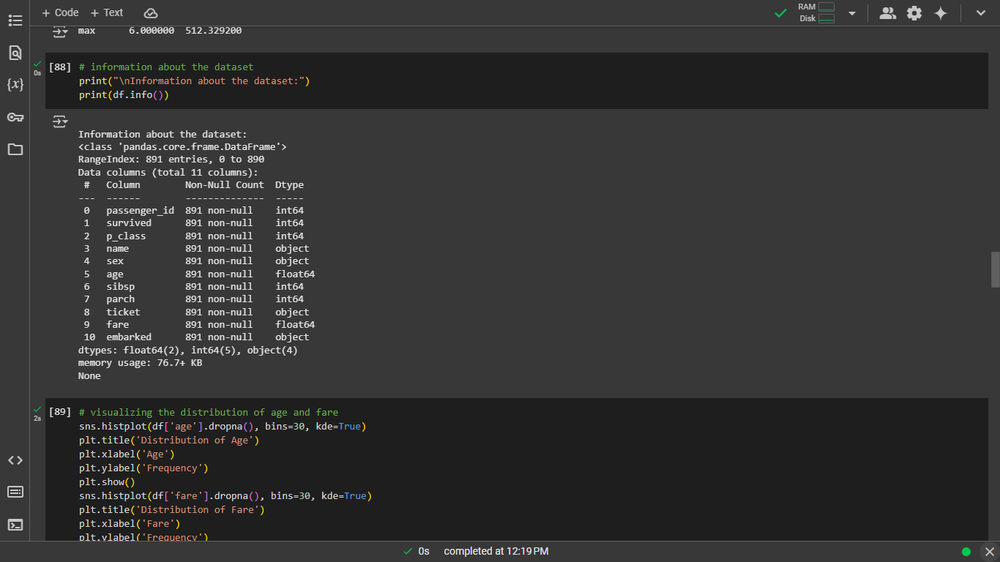 + Code + Text
RAM
Disk
max 6.000000 512.329200
0s
[88] # information about the dataset
print("\nInformation about the dataset:")
print(df.info())
{x}
Information about the dataset:
<class 'pandas.core.frame.DataFrame'>
RangeIndex: 891 entries, 0 to 890
Data columns (total 11 columns):
# Column Non-Null Count Dtype
--- ------ -------------- -----
0 passenger_id 891 non-null int64
1 survived 891 non-null int64
2 p_class 891 non-null int64
3 name 891 non-null object
4 sex 891 non-null object
5 age 891 non-null float64
6 sibsp 891 non-null int64
7 parch 891 non-null int64
8 ticket 891 non-null object
9 fare 891 non-null float64
10 embarked 891 non-null object
dtypes: float64(2), int64(5), object(4)
memory usage: 76.7+ KB
None
2s
[89] # visualizing the distribution of age and fare
sns.histplot(df['age'].dropna(), bins=30, kde=True)
plt.title('Distribution of Age')
plt.xlabel('Age')
plt.ylabel('Frequency')
plt.show()
sns.histplot(df['fare'].dropna(), bins=30, kde=True)
plt.title('Distribution of Fare')
plt.xlabel('Fare')
plt.ylabel('Frequency')
0s completed at 12:19 PM